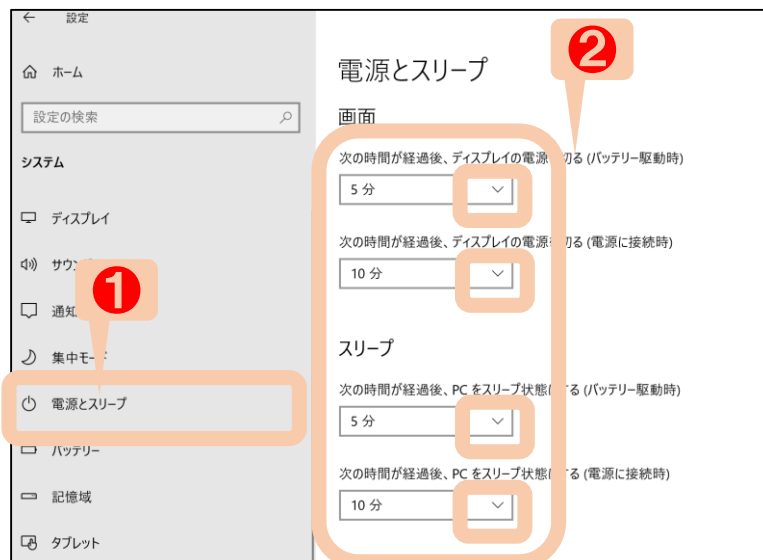 設定
ホーム
設定の検索
システム
ディスプレイ
サウン
1
通知
集中モー
電源とスリープ
バッテリー
記憶域
タブレット
2
電源とスリープ
画面
次の時間が経過後、ディスプレイの電源を切る (バッテリー駆動時)
5 分
次の時間が経過後、ディスプレイの電源を切る (電源に接続時)
10 分
スリープ
次の時間が経過後、PC をスリープ状態にする (バッテリー駆動時)
5 分
次の時間が経過後、PC をスリープ状態にする (電源に接続時)
10 分